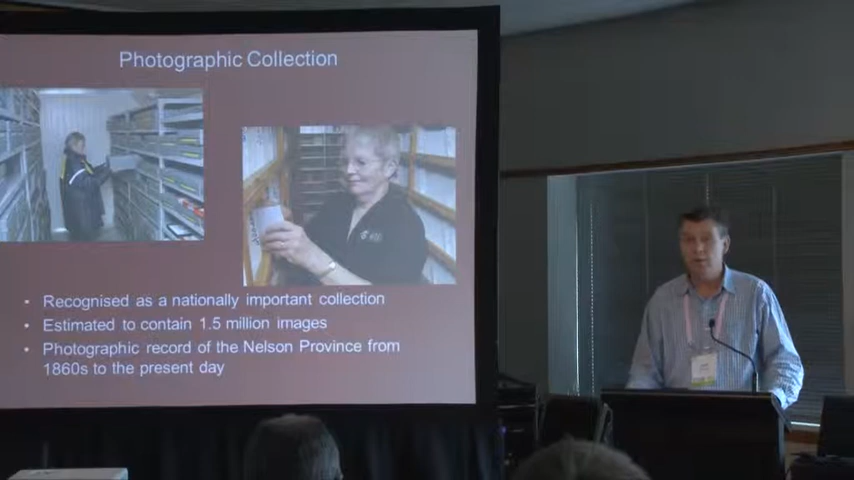 Photographic Collection
• Recognised as a nationally important collection
• Estimated to contain 1.5 million images
• Photographic record of the Nelson Province from
1860s to the present day